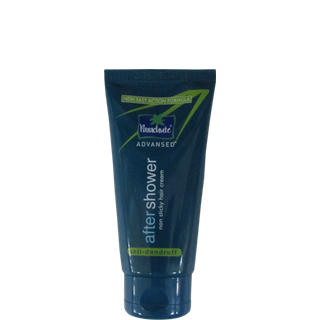 NEW FAST ACTION FORMULA
Parachute
ADVANSED
aftershower
non sticky hair cream
anti-dandruff